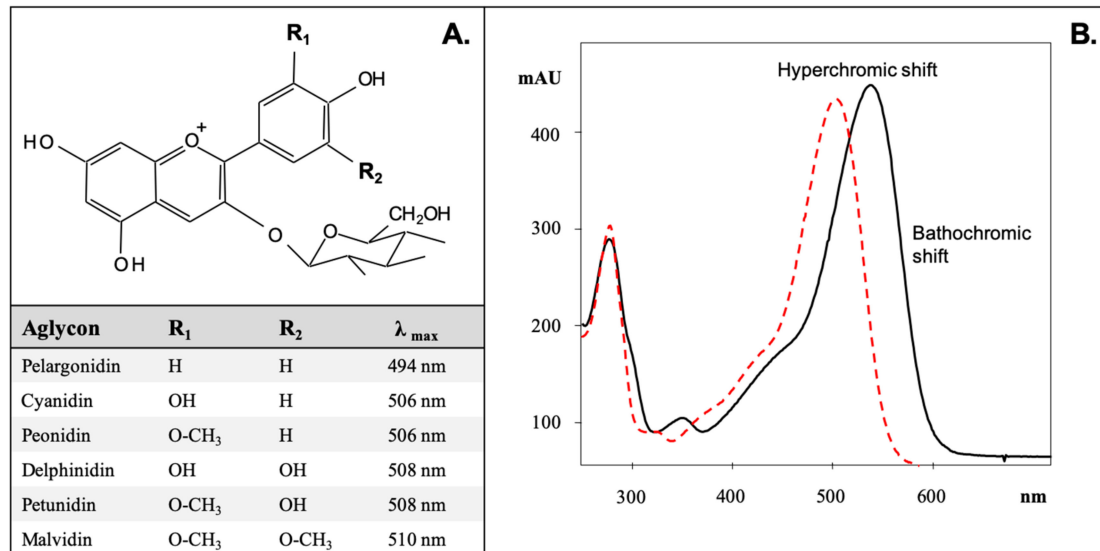 A.
R1
OH
HO
O+
R2
CH2OH
O
O
OH
Aglycon R1 R2 λ max
Pelargonidin H H 494 nm
Cyanidin OH H 506 nm
Peonidin O-CH3 H 506 nm
Delphinidin OH OH 508 nm
Petunidin O-CH3 OH 508 nm
Malvidin O-CH3 O-CH3 510 nm
B.
mAU
Hyperchromic shift
400
300
Bathochromic
shift
200
100
300 400 500 600 nm